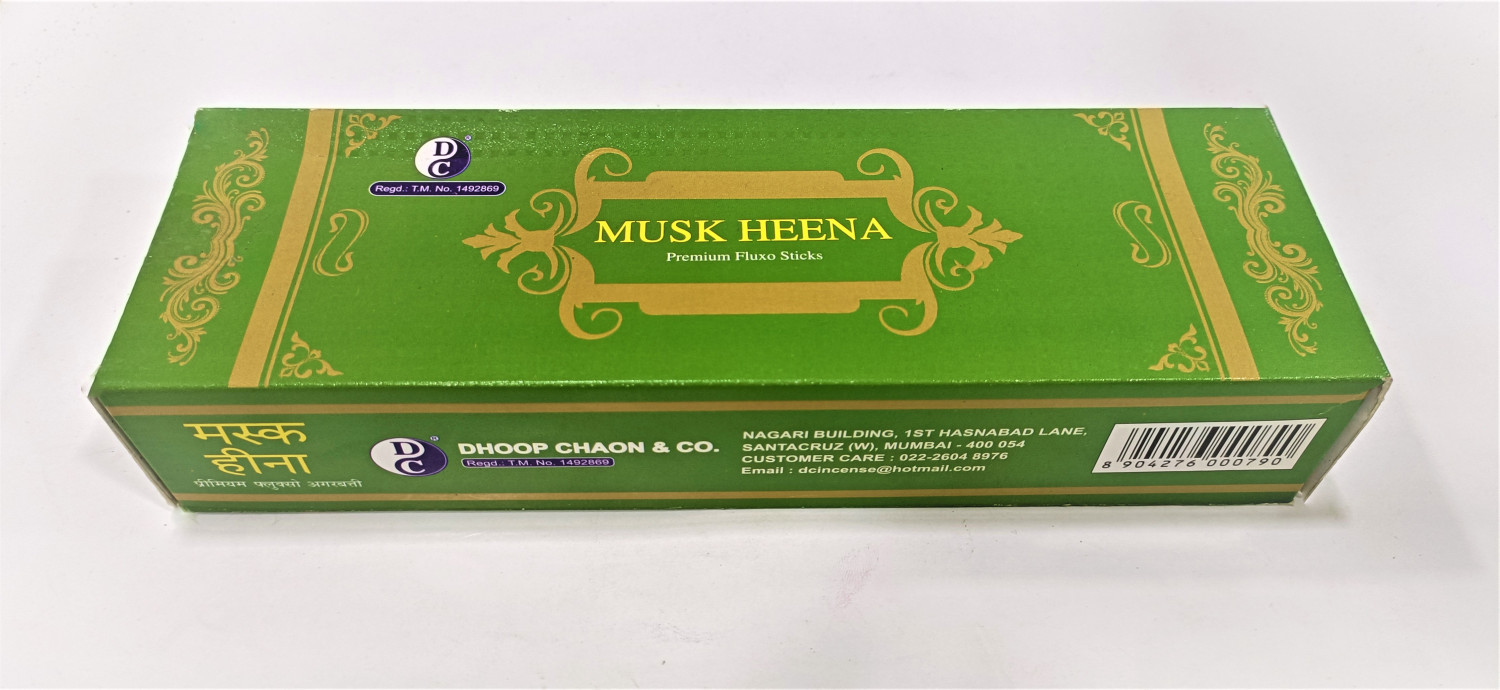 D
C
®
Regd.: T.M. No. 1492869
MUSK HEENA
Premium Fluxo Sticks
मस्क
हीना
प्रीमियम फ्लुक्सो अगरबत्ती
D
C
®
DHOOP CHAON & CO.
Regd.: T.M. No. 1492869
NAGARI BUILDING, 1ST HASNABAD LANE,
SANTACRUZ (W), MUMBAI - 400 054
CUSTOMER CARE : 022-2604 8976
Email : dcincense@hotmail.com
8 904276 000790